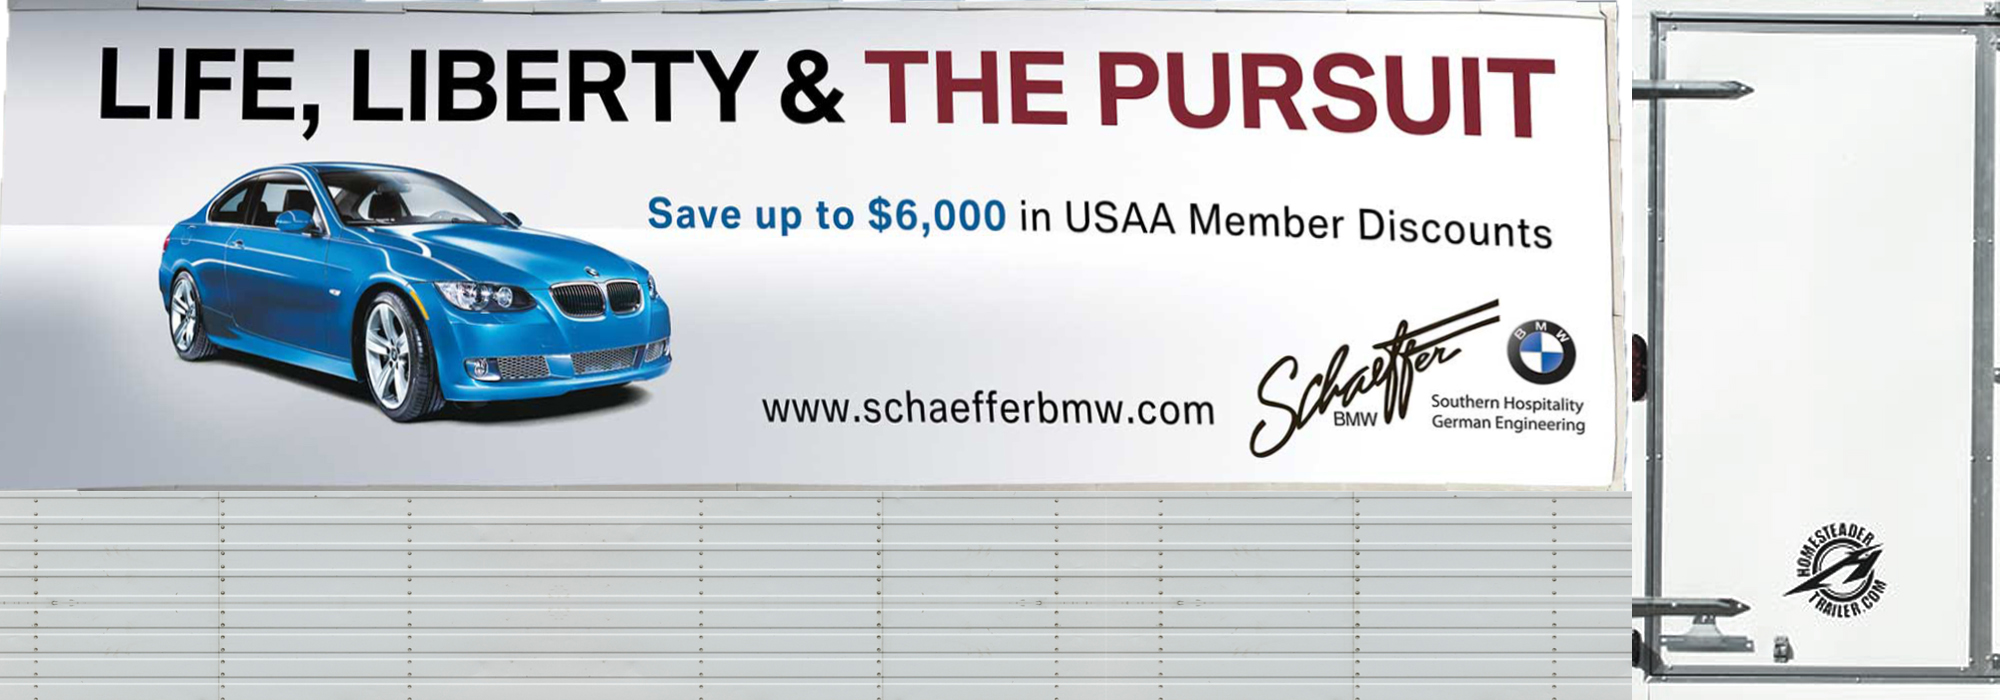 LIFE, LIBERTY & THE PURSUIT
Save up to $6,000 in USAA Member Discounts
www.schaefferbmw.com
Schaeffer
BMW
BMW
Southern Hospitality
German Engineering
HOMESTEADER
TRAILER.COM